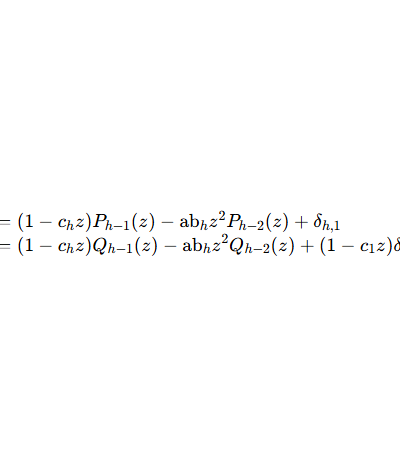 = (1 − c_h z)P_{h−1}(z) − ab_h z^2 P_{h−2}(z) + δ_{h,1}
= (1 − c_h z)Q_{h−1}(z) − ab_h z^2 Q_{h−2}(z) + (1 − c_1 z)δ